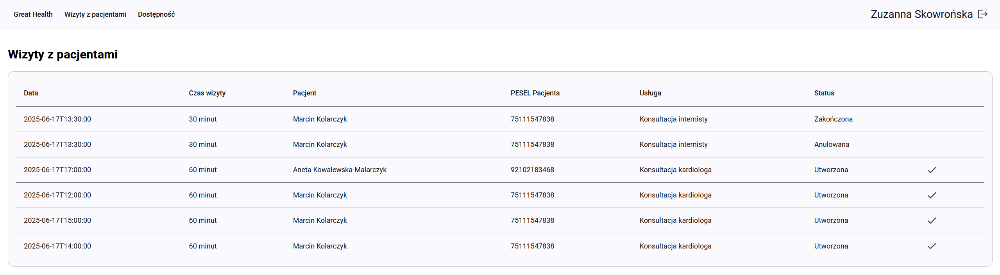 Great Health Wizyty z pacjentami Dostępność Zuzanna Skowrońska
Wizyty z pacjentami
Data Czas wizyty Pacjent PESEL Pacjenta Usługa Status
2025-06-17T13:30:00 30 minut Marcin Kolarczyk 75111547838 Konsultacja internisty Zakończona
2025-06-17T13:30:00 30 minut Marcin Kolarczyk 75111547838 Konsultacja internisty Anulowana
2025-06-17T17:00:00 60 minut Aneta Kowalewska-Malarczyk 92102183468 Konsultacja kardiologa Utworzona
2025-06-17T12:00:00 60 minut Marcin Kolarczyk 75111547838 Konsultacja kardiologa Utworzona
2025-06-17T15:00:00 60 minut Marcin Kolarczyk 75111547838 Konsultacja kardiologa Utworzona
2025-06-17T14:00:00 60 minut Marcin Kolarczyk 75111547838 Konsultacja kardiologa Utworzona